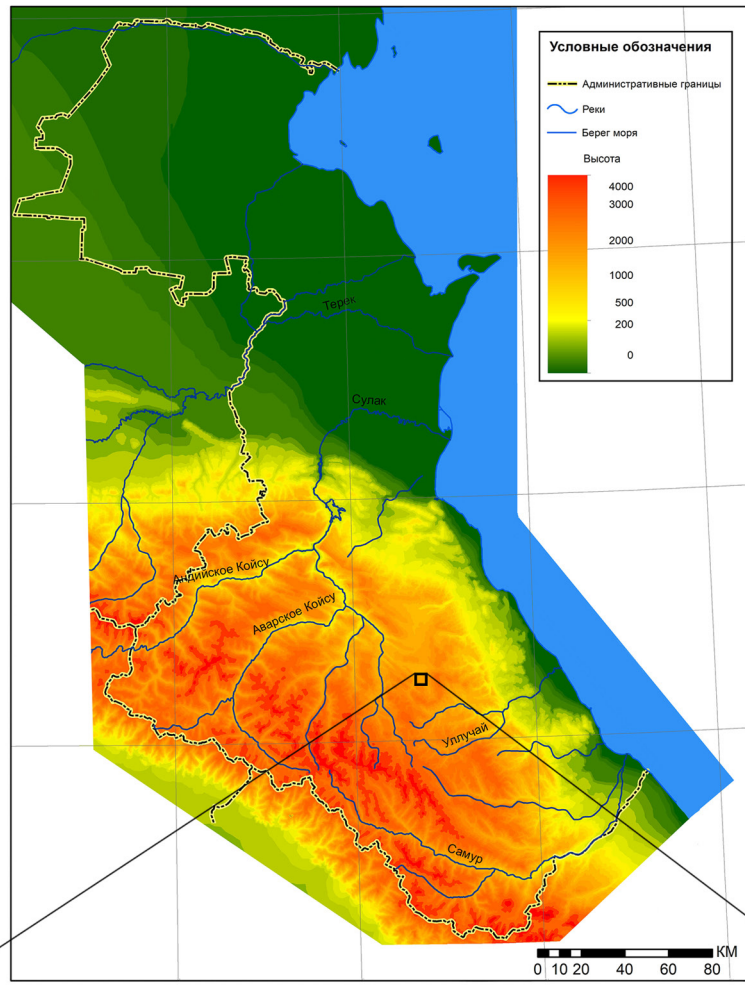 Условные обозначения
Административные границы
Реки
Берег моря
Высота
4000
3000
2000
1000
500
200
0
Терек
Сулак
Андийское Койсу
Аварское Койсу
Уллучай
Самур
КМ
0 10 20 40 60 80